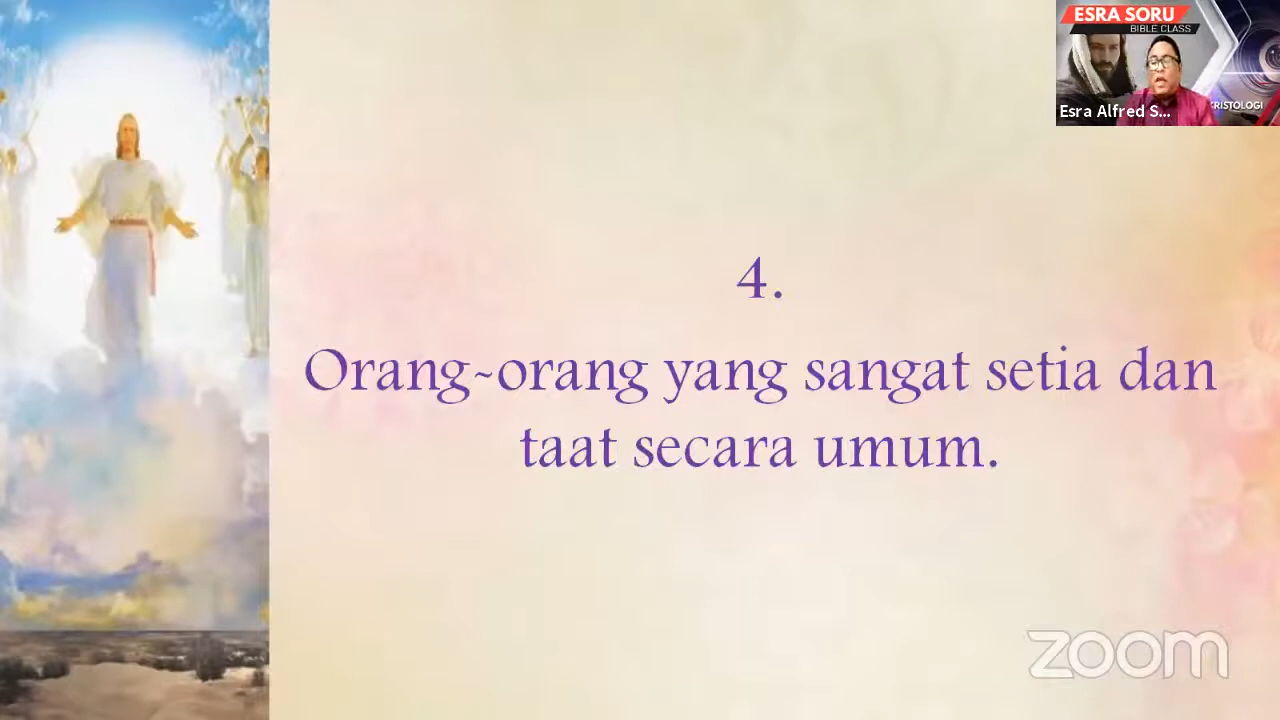 ESRA SORU
BIBLE CLASS
KRISTOLOGI
Esra Alfred S...
4.
Orang-orang yang sangat setia dan
taat secara umum.
zoom